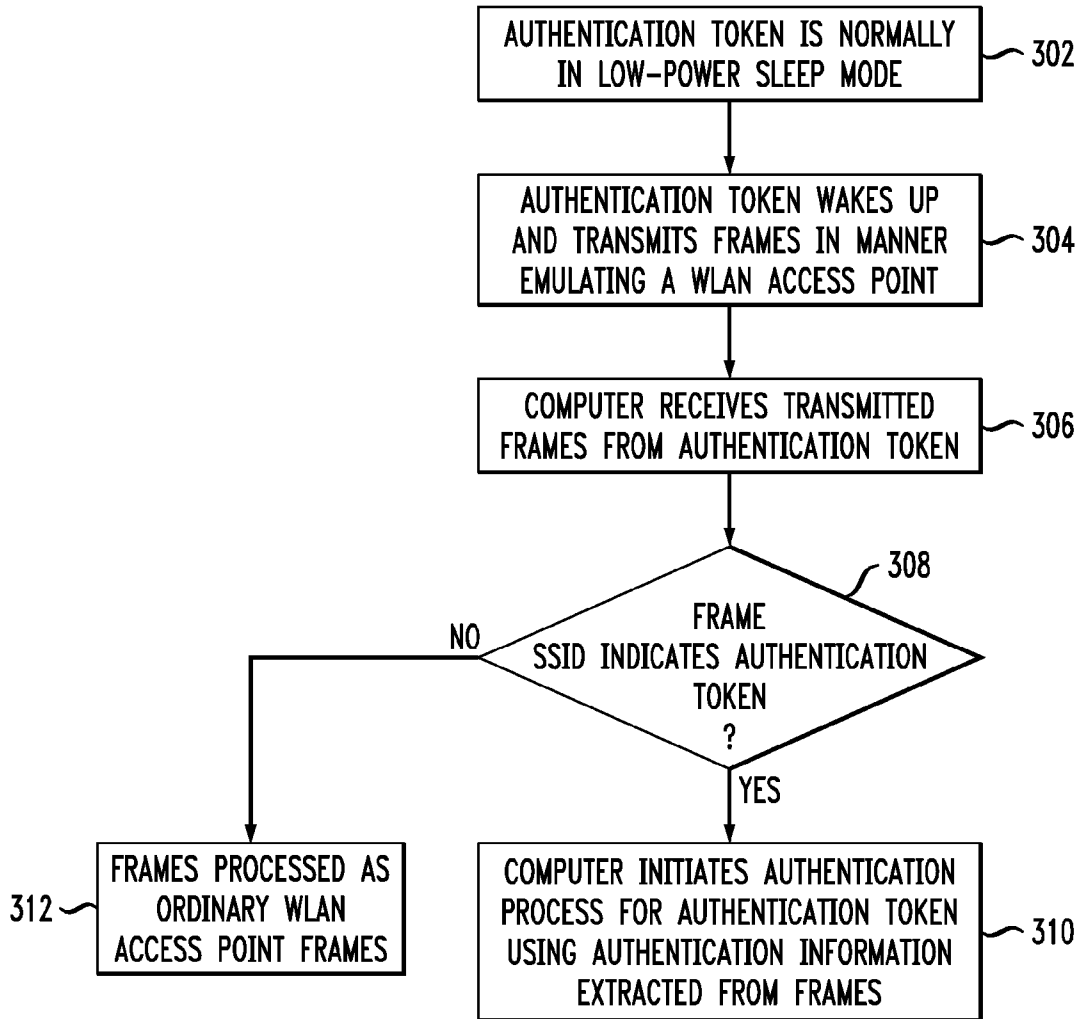 AUTHENTICATION TOKEN IS NORMALLY
IN LOW-POWER SLEEP MODE
302
AUTHENTICATION TOKEN WAKES UP
AND TRANSMITS FRAMES IN MANNER
EMULATING A WLAN ACCESS POINT
304
COMPUTER RECEIVES TRANSMITTED
FRAMES FROM AUTHENTICATION TOKEN
306
308
FRAME
SSID INDICATES AUTHENTICATION
TOKEN
?
NO
YES
312
FRAMES PROCESSED AS
ORDINARY WLAN
ACCESS POINT FRAMES
COMPUTER INITIATES AUTHENTICATION
PROCESS FOR AUTHENTICATION TOKEN
USING AUTHENTICATION INFORMATION
EXTRACTED FROM FRAMES
310